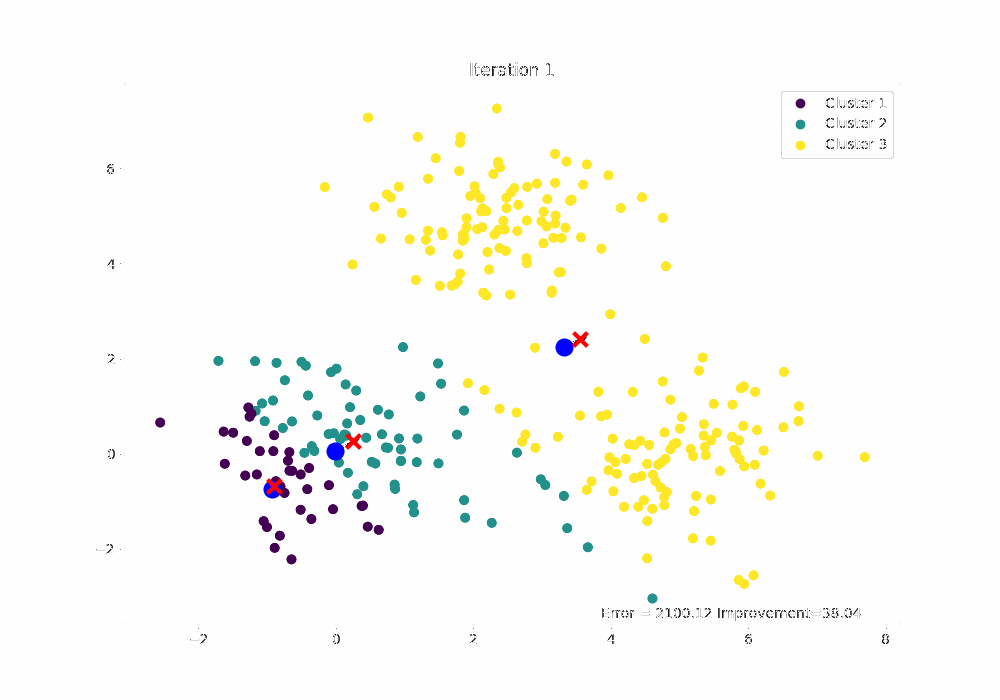 Iteration 1
Cluster 1
Cluster 2
Cluster 3
6
4
2
0
−2
Error = 2100.12 Improvement=38.04
−2 0 2 4 6 8